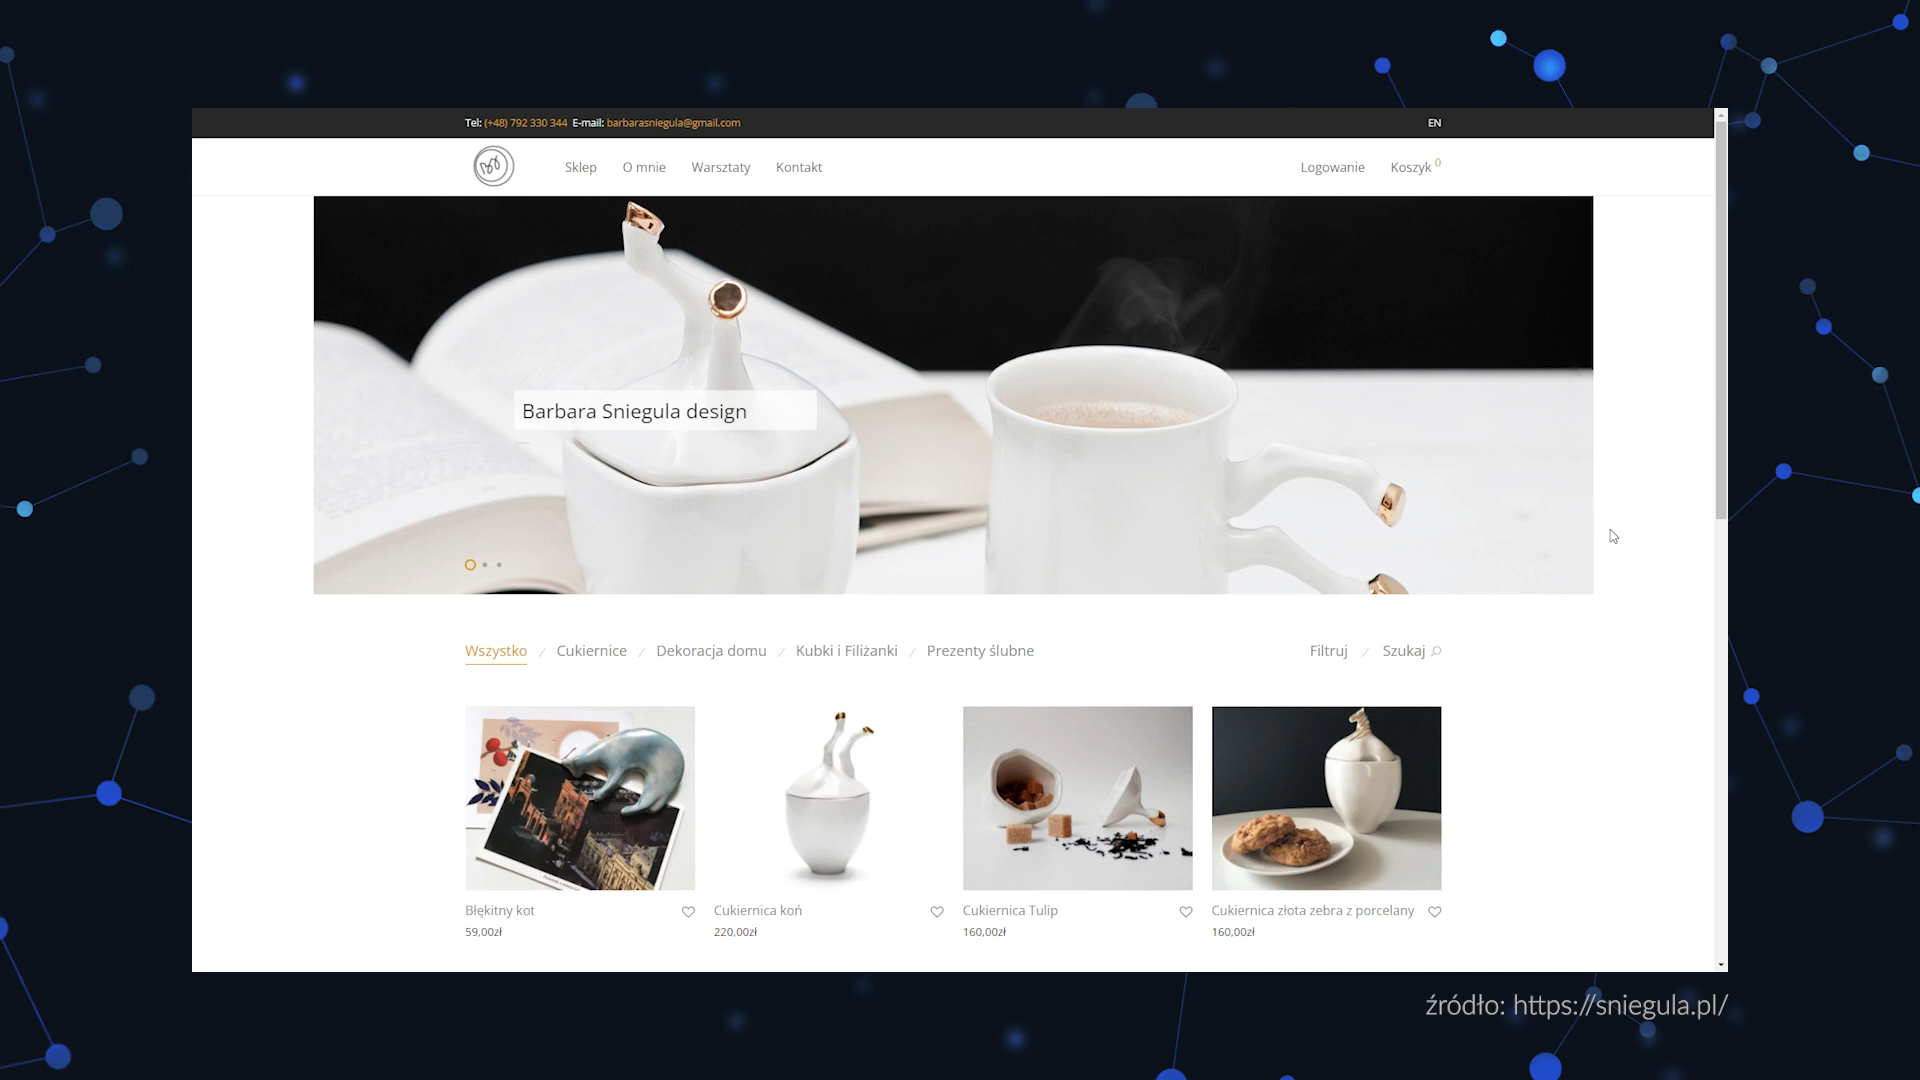 Tel: (+48) 792 330 344 E-mail: barbarasniegula@gmail.com EN
Sklep O mnie Warsztaty Kontakt Logowanie Koszyk 0
Barbara Sniegula design
Wszystko / Cukiernice / Dekoracja domu / Kubki i Filiżanki / Prezenty ślubne Filtruj / Szukaj
Błękitny kot Cukiernica koń Cukiernica Tulip Cukiernica złota zebra z porcelany
59,00zł 220,00zł 160,00zł 160,00zł
źródło: https://sniegula.pl/